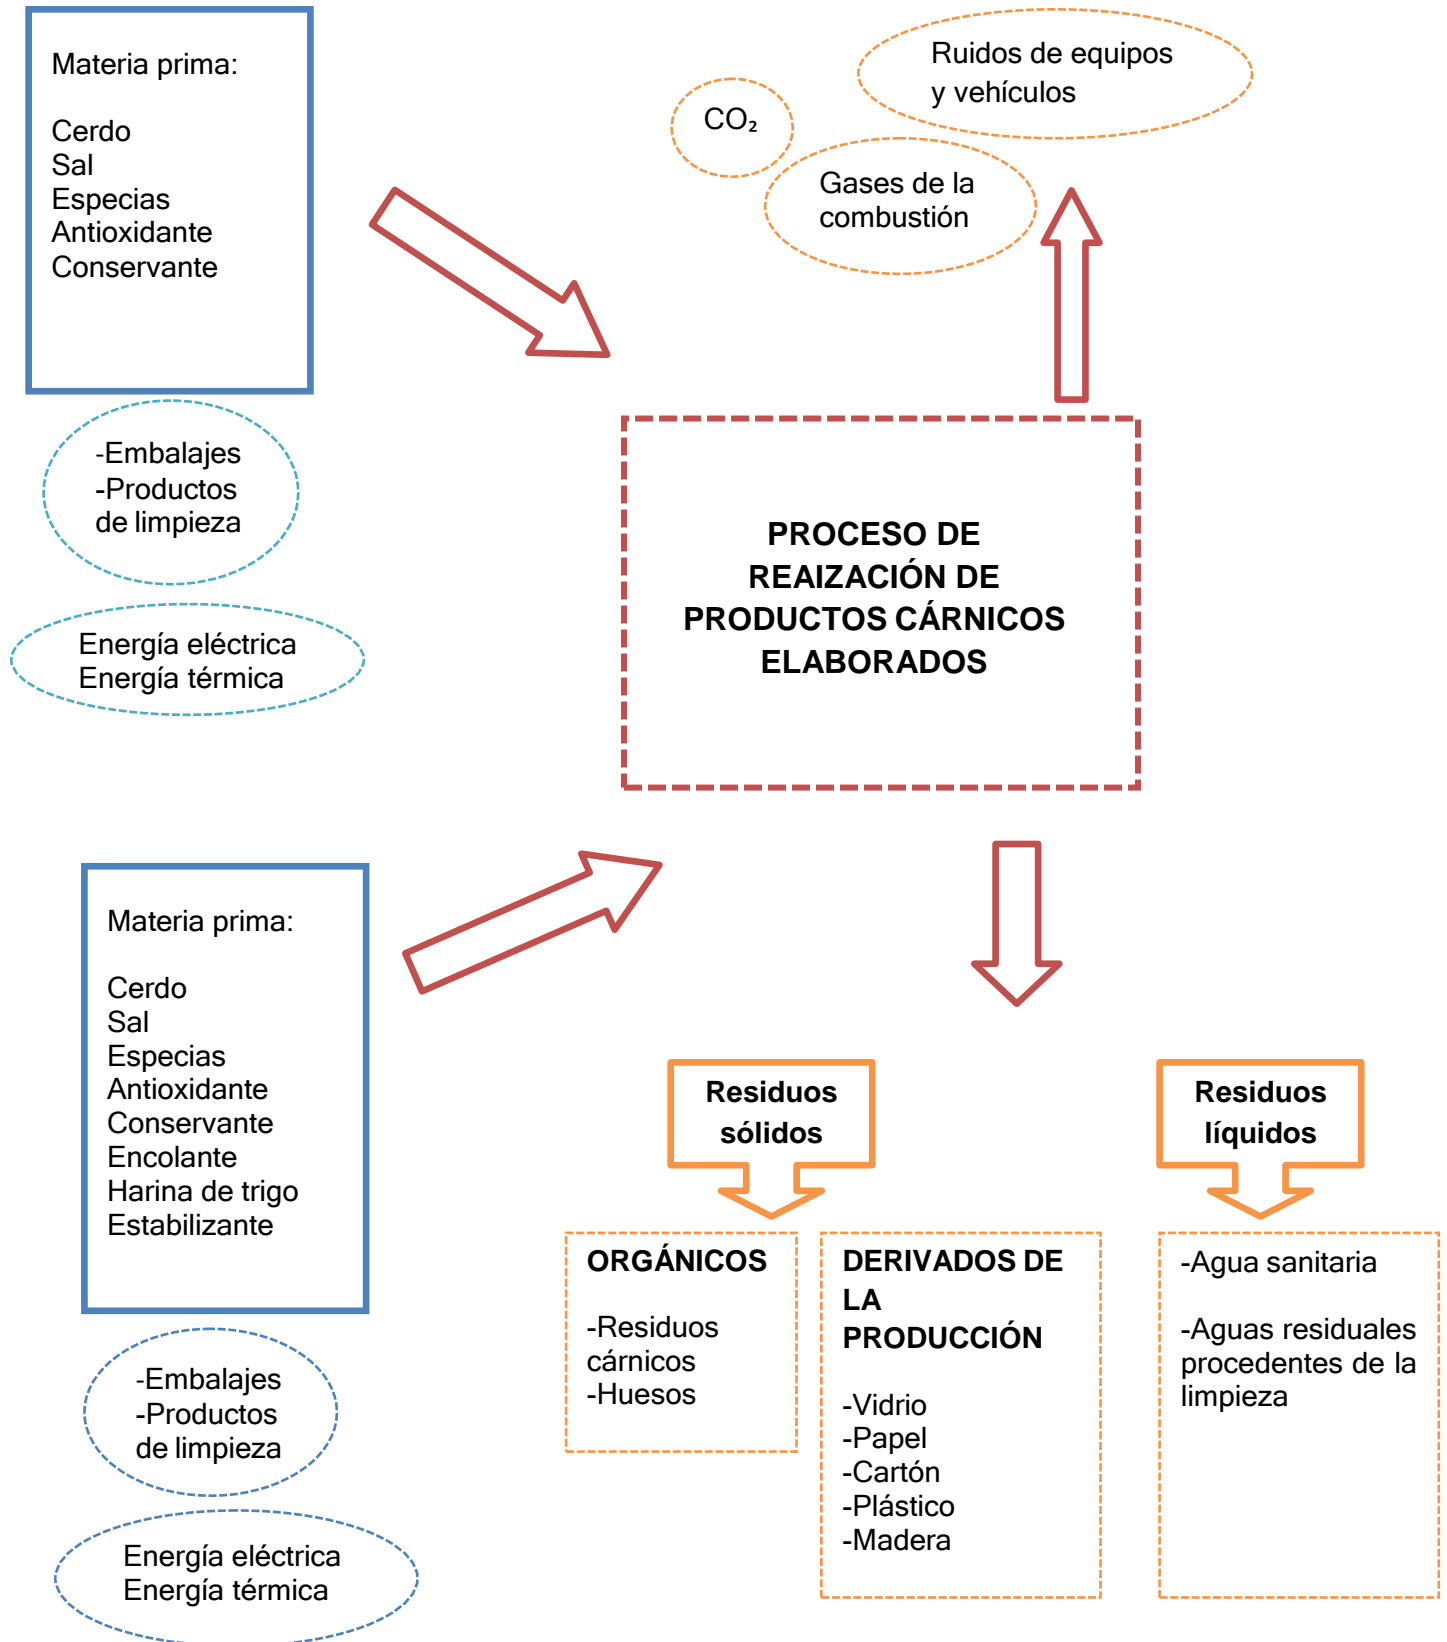 Materia prima:
Cerdo
Sal
Especias
Antioxidante
Conservante
-Embalajes
-Productos
de limpieza
Energía eléctrica
Energía térmica
CO₂
Ruidos de equipos
y vehículos
Gases de la
combustión
PROCESO DE
REAIZACIÓN DE
PRODUCTOS CÁRNICOS
ELABORADOS
Materia prima:
Cerdo
Sal
Especias
Antioxidante
Conservante
Encolante
Harina de trigo
Estabilizante
-Embalajes
-Productos
de limpieza
Energía eléctrica
Energía térmica
Residuos
sólidos
ORGÁNICOS
-Residuos
cárnicos
-Huesos
DERIVADOS DE
LA
PRODUCCIÓN
-Vidrio
-Papel
-Cartón
-Plástico
-Madera
Residuos
líquidos
-Agua sanitaria
-Aguas residuales
procedentes de la
limpieza